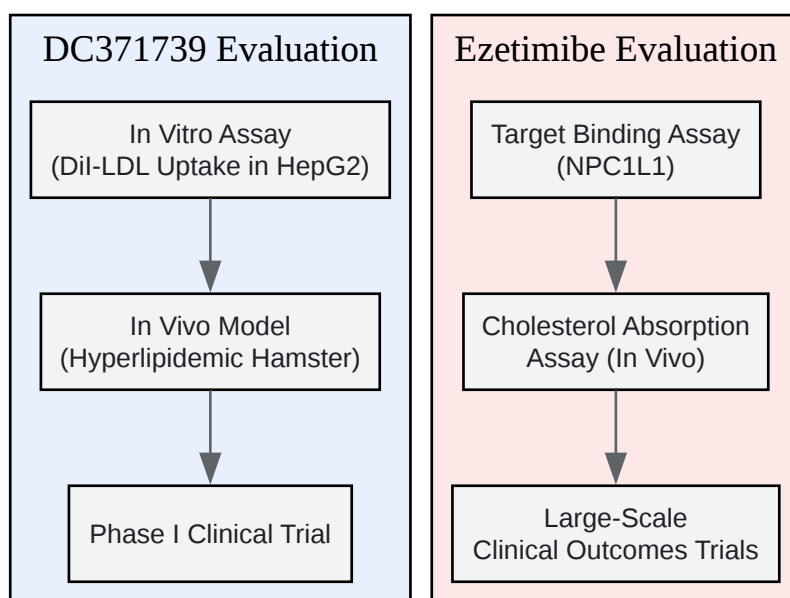 DC371739 Evaluation
In Vitro Assay
(DiI-LDL Uptake in HepG2)
In Vivo Model
(Hyperlipidemic Hamster)
Phase I Clinical Trial
Ezetimibe Evaluation
Target Binding Assay
(NPC1L1)
Cholesterol Absorption
Assay (In Vivo)
Large-Scale
Clinical Outcomes Trials